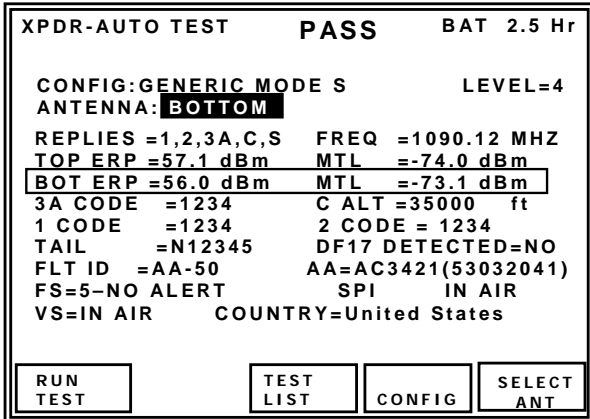 XPDR-AUTO TEST PASS BAT 2.5 Hr
CONFIG:GENERIC MODE S LEVEL=4
ANTENNA: BOTTOM
REPLIES =1,2,3A,C,S FREQ =1090.12 MHZ
TOP ERP =57.1 dBm MTL =-74.0 dBm
BOT ERP =56.0 dBm MTL =-73.1 dBm
3A CODE =1234 C ALT =35000 ft
1 CODE =1234 2 CODE = 1234
TAIL =N12345 DF17 DETECTED=NO
FLT ID =AA-50 AA=AC3421(53032041)
FS=5–NO ALERT SPI IN AIR
VS=IN AIR COUNTRY=United States
RUN TEST
TEST LIST
CONFIG
SELECT ANT